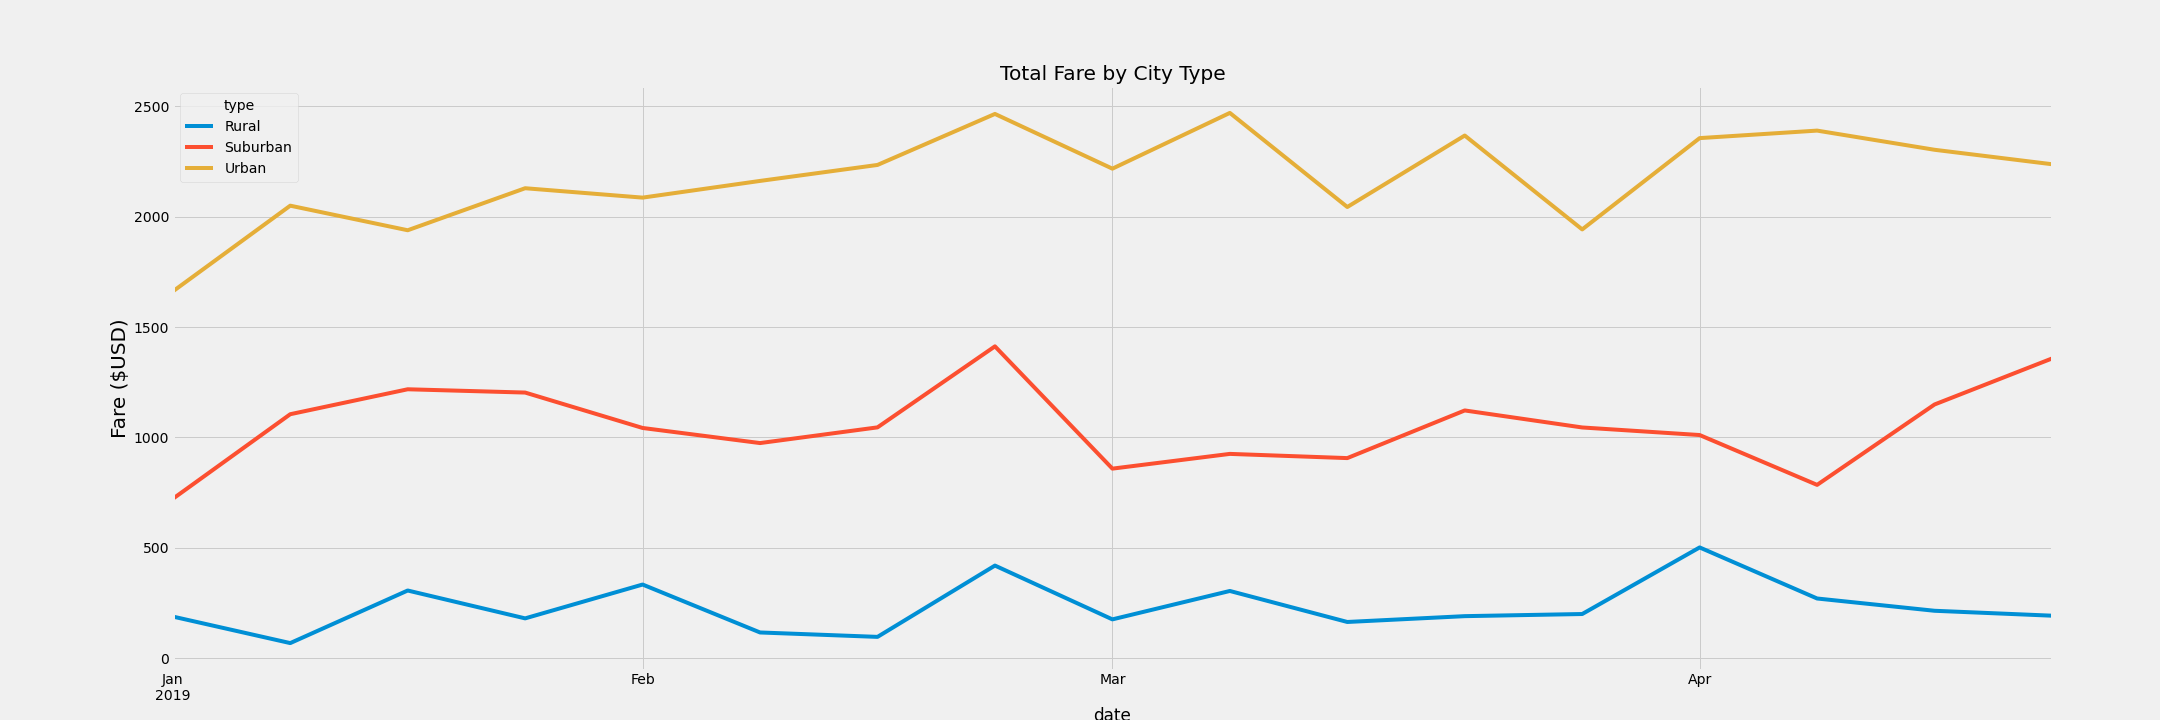 Total Fare by City Type
type
Rural
Suburban
Urban
Fare ($USD)
2500
2000
1500
1000
500
0
Jan Feb Mar Apr
2019
date